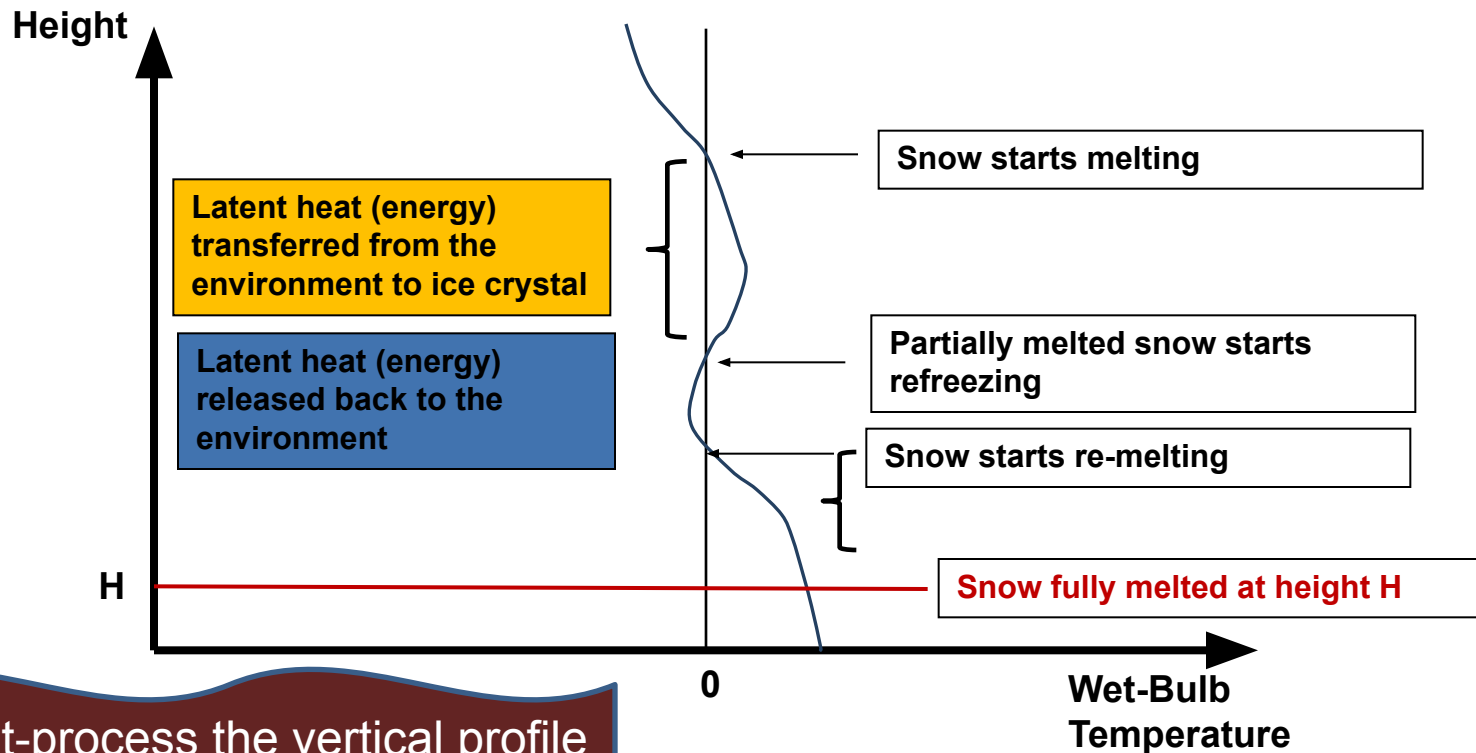 Height
Snow starts melting
Latent heat (energy)
transferred from the
environment to ice crystal
Partially melted snow starts
refreezing
Latent heat (energy)
released back to the
environment
Snow starts re-melting
H
Snow fully melted at height H
0
Wet-Bulb
Temperature
t-process the vertical profile